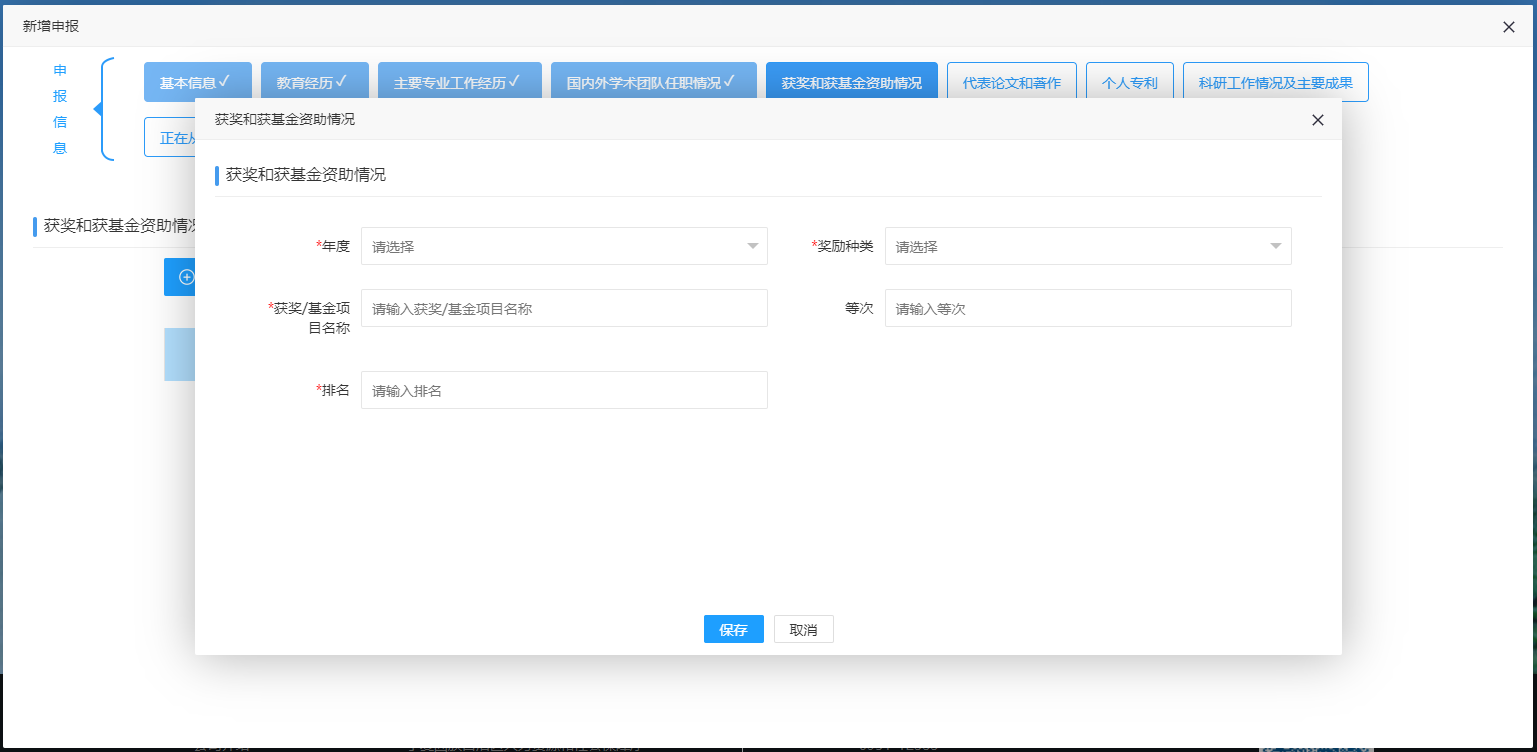 新增申报
申
报
信
息
基本信息✓ 教育经历✓ 主要专业工作经历✓ 国内外学术团队任职情况✓ 获奖和获基金资助情况 代表论文和著作 个人专利 科研工作情况及主要成果
正在
获奖和获基金资助情况
获奖和获基金资助情
获奖和获基金资助情况
*年度 请选择 *奖励种类 请选择
*获奖/基金项
目名称 请输入获奖/基金项目名称 等次 请输入等次
*排名 请输入排名
保存 取消